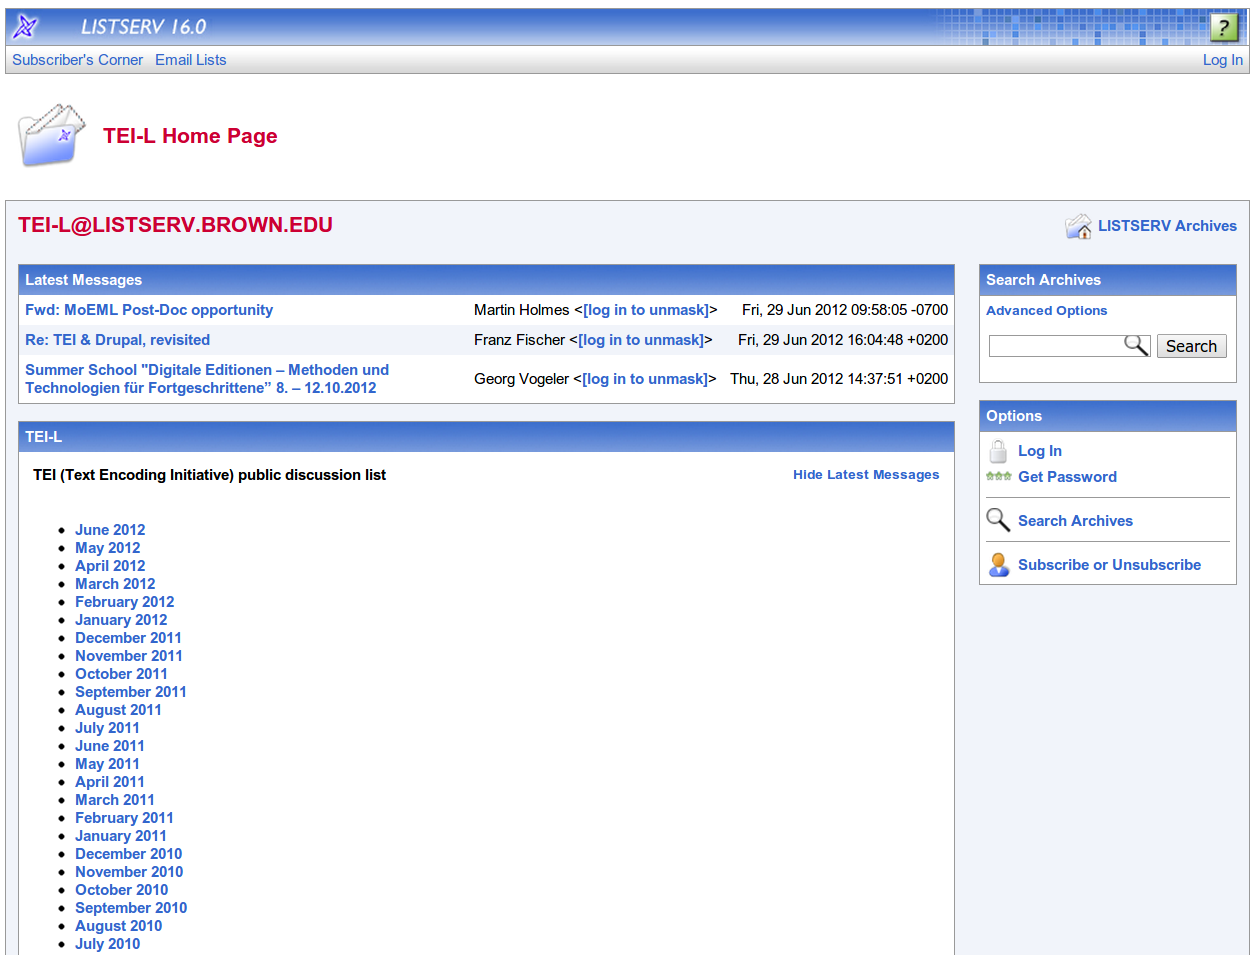 LISTSERV 16.0
?
Subscriber's Corner Email Lists Log In
TEI-L Home Page
TEI-L@LISTSERV.BROWN.EDU
LISTSERV Archives
Latest Messages
Fwd: MoEML Post-Doc opportunity Martin Holmes <[log in to unmask]> Fri, 29 Jun 2012 09:58:05 -0700
Re: TEI & Drupal, revisited Franz Fischer <[log in to unmask]> Fri, 29 Jun 2012 16:04:48 +0200
Summer School "Digitale Editionen – Methoden und
Technologien für Fortgeschrittene” 8. – 12.10.2012
Georg Vogeler <[log in to unmask]> Thu, 28 Jun 2012 14:37:51 +0200
TEI-L
TEI (Text Encoding Initiative) public discussion list
Hide Latest Messages
June 2012
May 2012
April 2012
March 2012
February 2012
January 2012
December 2011
November 2011
October 2011
September 2011
August 2011
July 2011
June 2011
May 2011
April 2011
March 2011
February 2011
January 2011
December 2010
November 2010
October 2010
September 2010
August 2010
July 2010
Search Archives
Advanced Options
Search
Options
Log In
Get Password
Search Archives
Subscribe or Unsubscribe